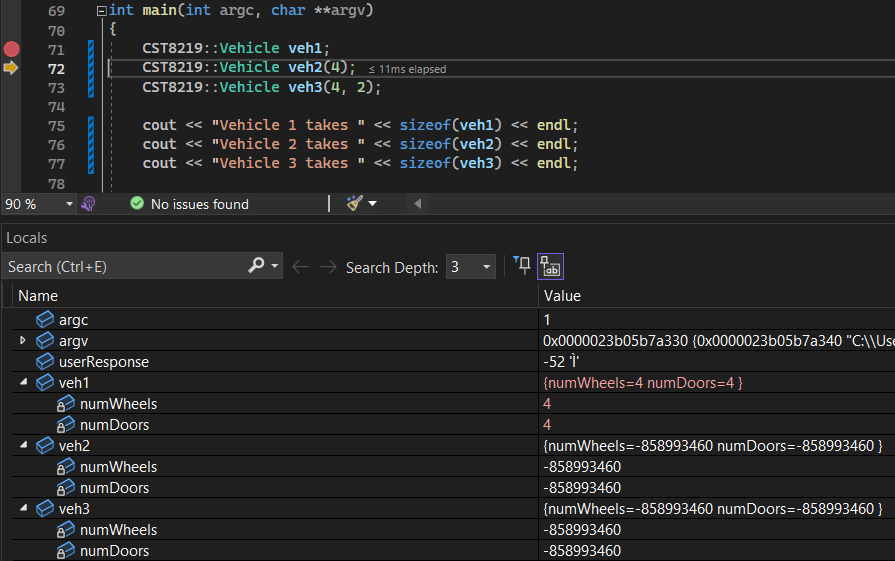 69 int main(int argc, char **argv)
70 {
71 CST8219::Vehicle veh1;
72 CST8219::Vehicle veh2(4); ≤ 11ms elapsed
73 CST8219::Vehicle veh3(4, 2);
74
75 cout << "Vehicle 1 takes " << sizeof(veh1) << endl;
76 cout << "Vehicle 2 takes " << sizeof(veh2) << endl;
77 cout << "Vehicle 3 takes " << sizeof(veh3) << endl;
78
90 % No issues found
Locals
Search (Ctrl+E) Search Depth: 3
Name Value
argc 1
argv 0x0000023b05b7a330 {0x0000023b05b7a340 "C:\\Use
userResponse -52 'Ì'
veh1 {numWheels=4 numDoors=4 }
numWheels 4
numDoors 4
veh2 {numWheels=-858993460 numDoors=-858993460 }
numWheels -858993460
numDoors -858993460
veh3 {numWheels=-858993460 numDoors=-858993460 }
numWheels -858993460
numDoors -858993460